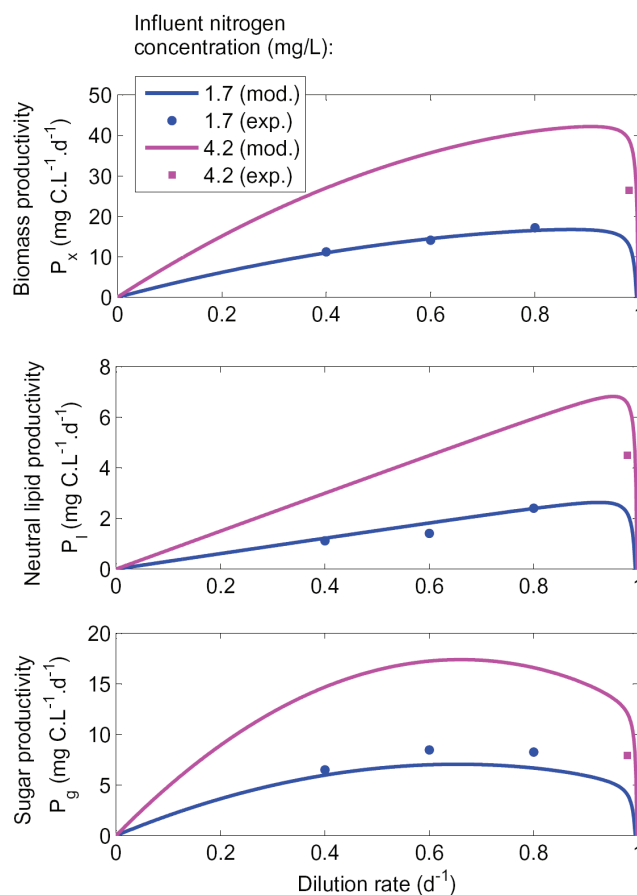 Influent nitrogen
concentration (mg/L):
1.7 (mod.)
1.7 (exp.)
4.2 (mod.)
4.2 (exp.)
Biomass productivity
P_x (mg C.L⁻¹.d⁻¹)
50
40
30
20
10
0
0 0.2 0.4 0.6 0.8 1
Neutral lipid productivity
P_l (mg C.L⁻¹.d⁻¹)
8
6
4
2
0
0 0.2 0.4 0.6 0.8 1
Sugar productivity
P_g (mg C.L⁻¹.d⁻¹)
20
15
10
5
0
0 0.2 0.4 0.6 0.8 1
Dilution rate (d⁻¹)